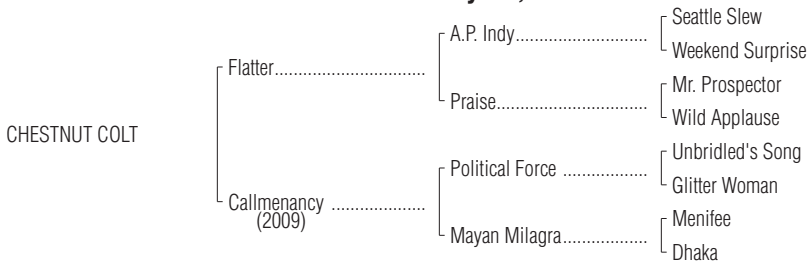 Seattle Slew
A.P. Indy
Weekend Surprise
Flatter
Mr. Prospector
Praise
Wild Applause
CHESTNUT COLT
Unbridled's Song
Political Force
Glitter Woman
Callmenancy
(2009)
Menifee
Mayan Milagra
Dhaka